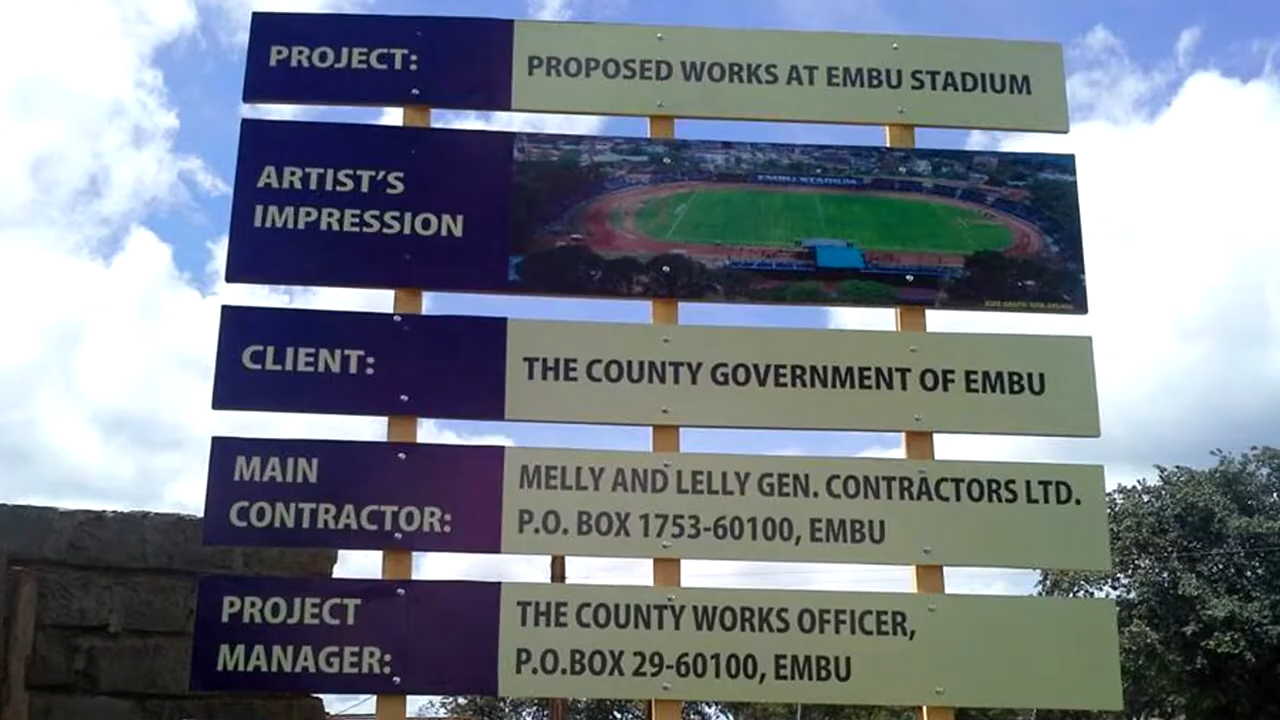 PROJECT:
PROPOSED WORKS AT EMBU STADIUM
ARTIST'S
IMPRESSION
EMBU STADIUM
CLIENT:
THE COUNTY GOVERNMENT OF EMBU
MAIN
CONTRACTOR:
MELLY AND LELLY GEN. CONTRACTORS LTD.
P.O. BOX 1753-60100, EMBU
PROJECT
MANAGER:
THE COUNTY WORKS OFFICER,
P.O.BOX 29-60100, EMBU